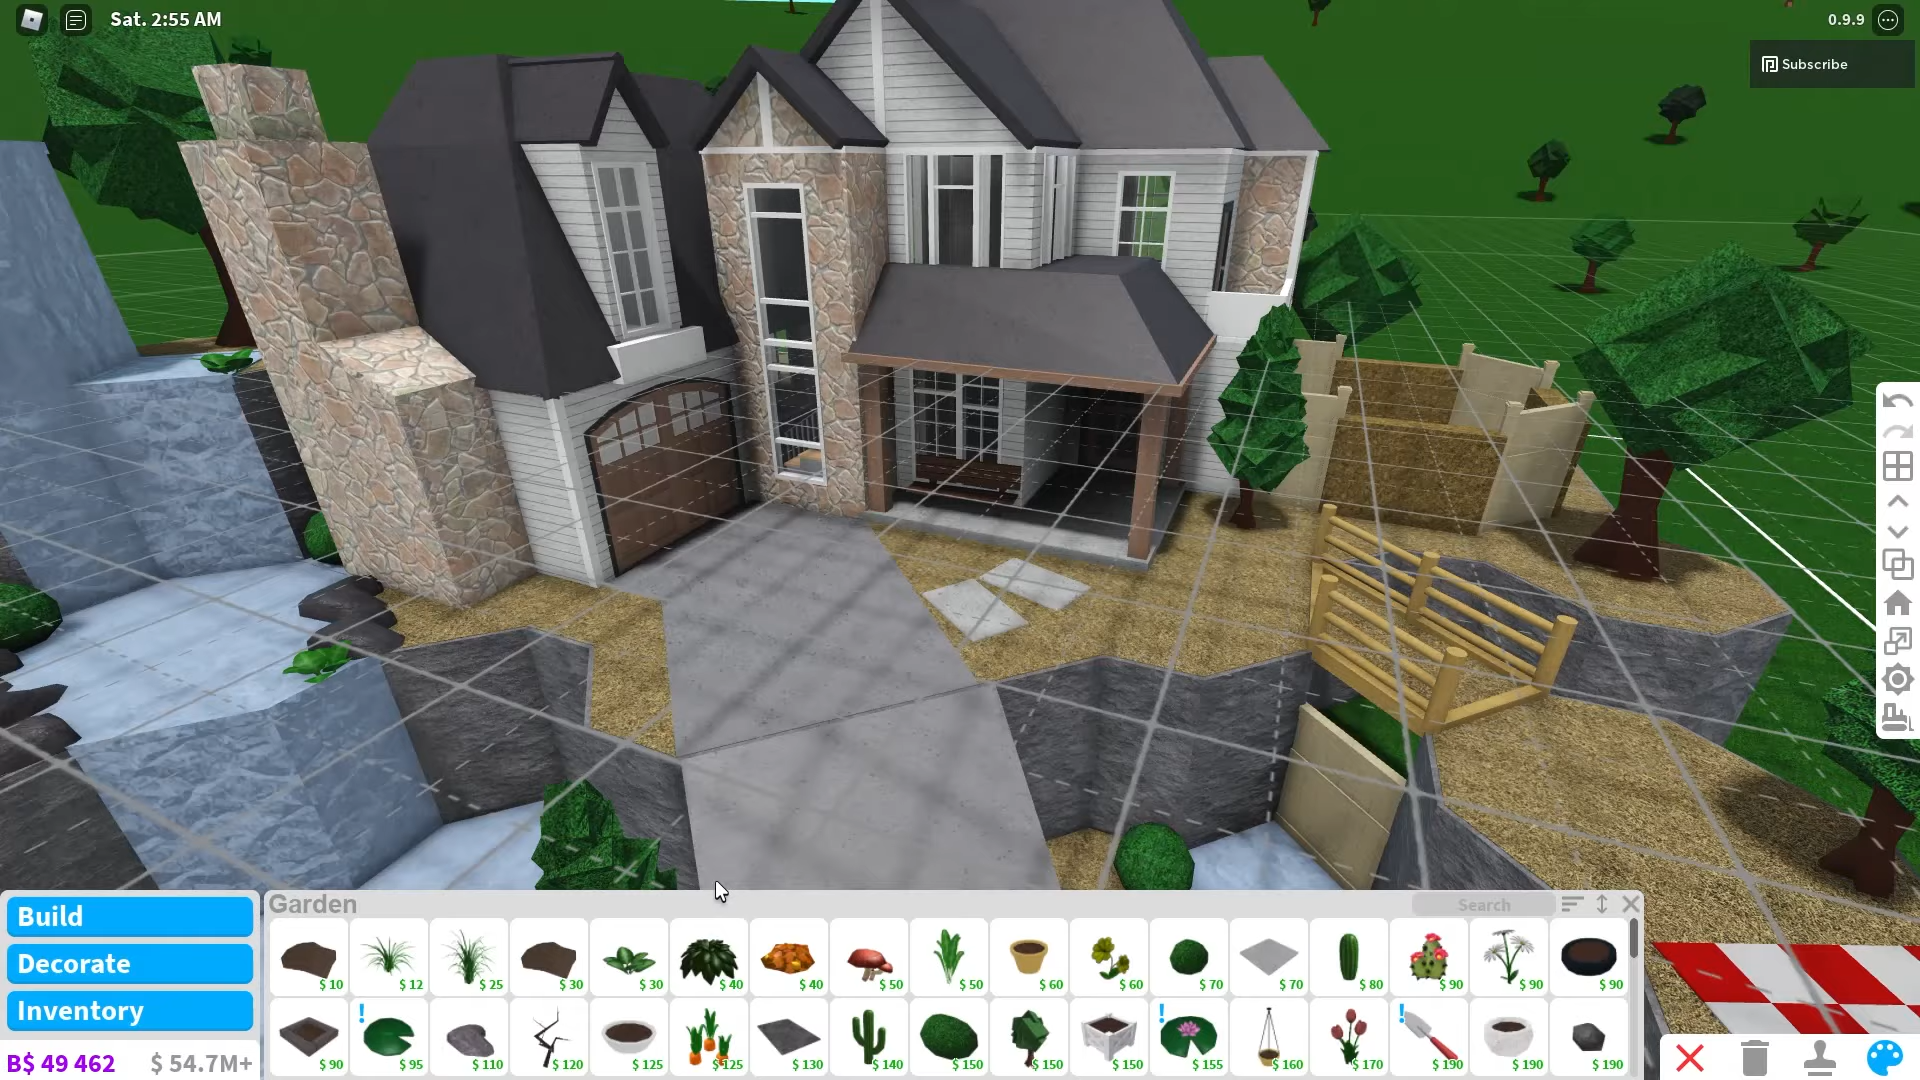 Sat. 2:55 AM
0.9.9
Subscribe
Build
Decorate
Inventory
B$ 49 462
$ 54.7M+
Garden
Search
$ 10 $ 12 $ 25 $ 30 $ 30 $ 40 $ 40 $ 50 $ 50 $ 60 $ 60 $ 70 $ 70 $ 80 $ 90 $ 90 $ 90
! ! !
$ 90 $ 95 $ 110 $ 120 $ 125 $ 125 $ 130 $ 140 $ 150 $ 150 $ 150 $ 155 $ 160 $ 170 $ 190 $ 190 $ 190